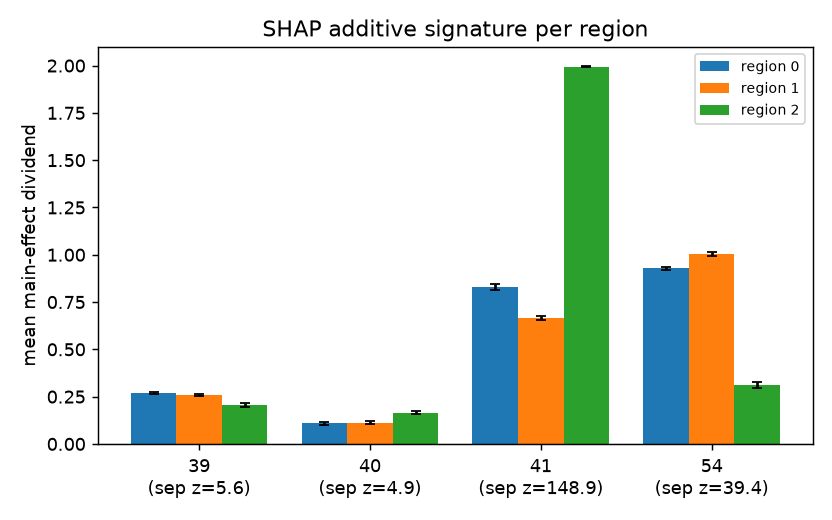 SHAP additive signature per region
mean main-effect dividend
2.00
1.75
1.50
1.25
1.00
0.75
0.50
0.25
0.00
region 0
region 1
region 2
39 40 41 54
(sep z=5.6) (sep z=4.9) (sep z=148.9) (sep z=39.4)